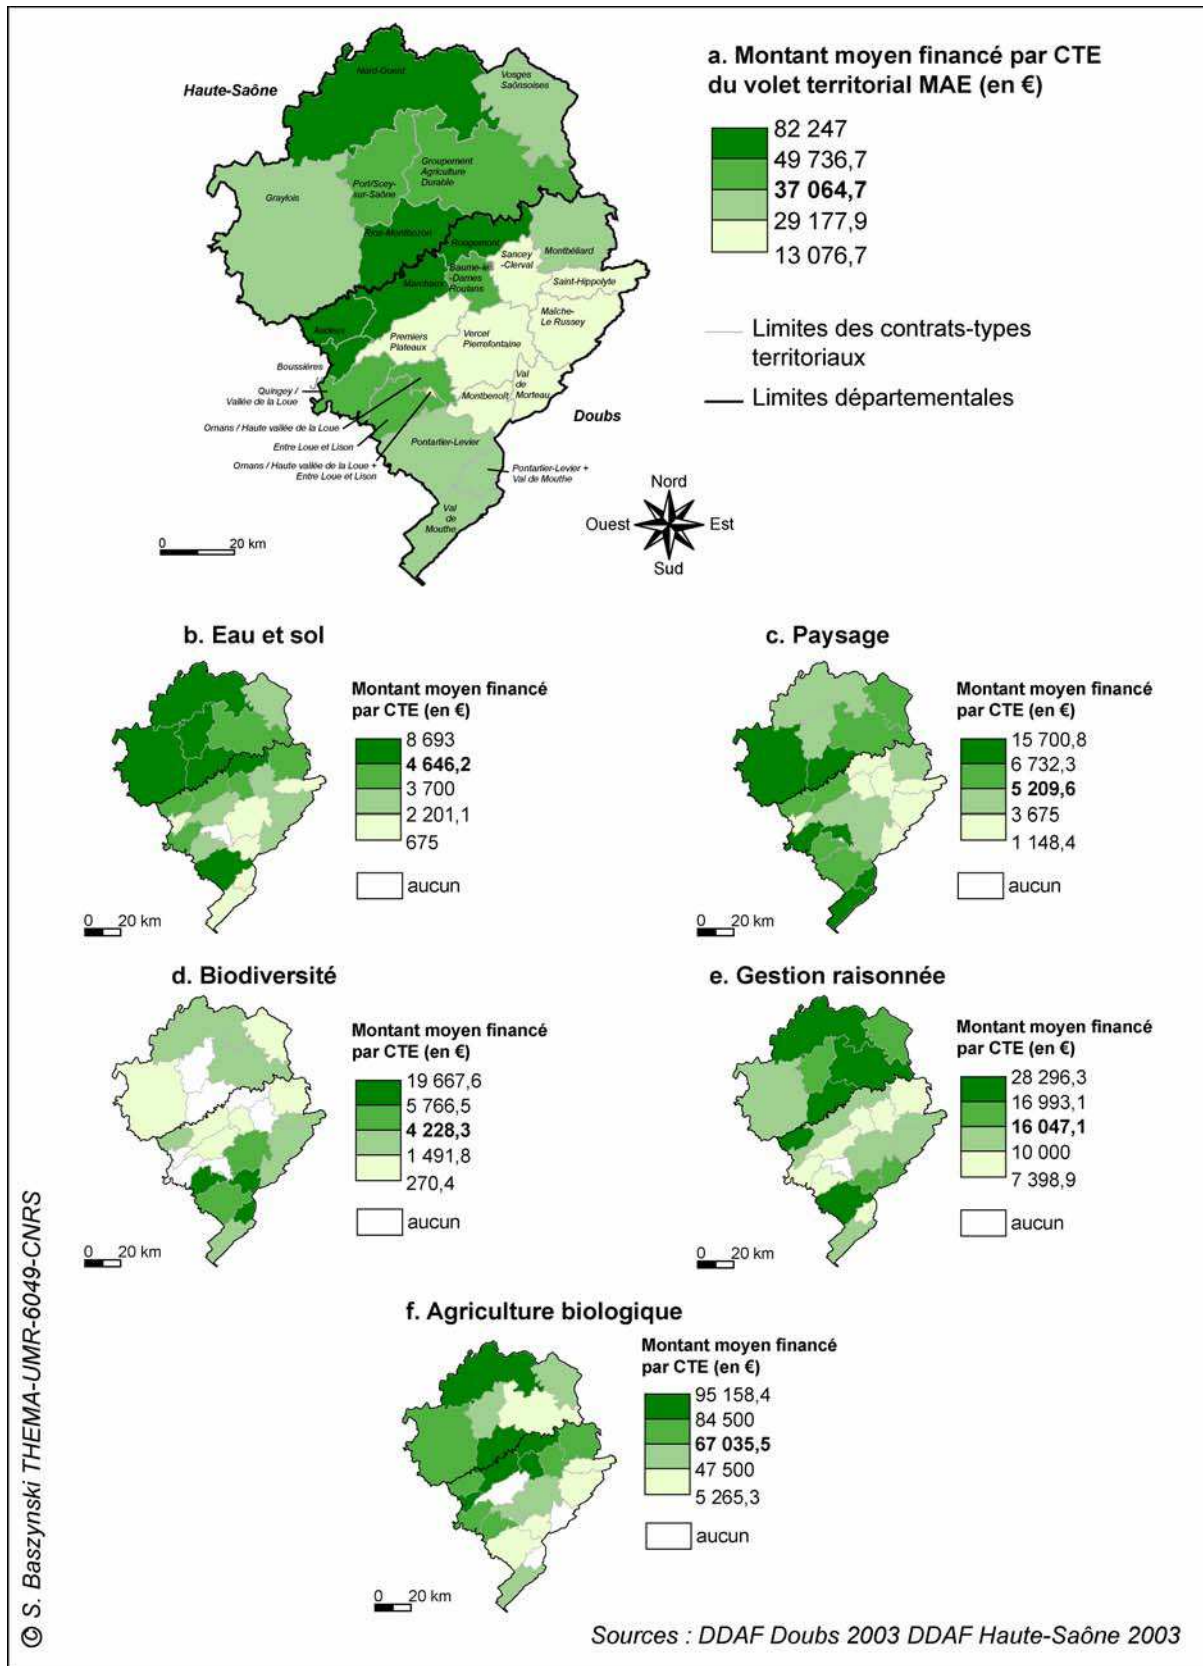 a. Montant moyen financé par CTE
du volet territorial MAE (en €)
82 247
49 736,7
37 064,7
29 177,9
13 076,7
Limites des contrats-types
territoriaux
Limites départementales
Haute-Saône
Nord-Ouest
Vosges
Saônoises
Groupement
Agriculture
Durable
Port/Scey-
sur-Saône
Graylois
Rioz-Montbozon
Rougemont
Montbéliard
Sancey
-Clerval
Baume-les
-Dames
Roulans
Marchaux
Saint-Hippolyte
Maîche-
Le Russey
Premiers
Plateaux
Vercel
Pierrefontaine
Audeux
Boussières
Quingey /
Vallée de la Loue
Val
de
Morteau
Montbenoît
Doubs
Ornans / Haute vallée de la Loue
Entre Loue et Lison
Pontarlier-Levier
Ornans / Haute vallée de la Loue +
Entre Loue et Lison
Pontarlier-Levier +
Val de Mouthe
Val
de
Mouthe
Nord
Ouest
Est
Sud
0 20 km
b. Eau et sol
Montant moyen financé
par CTE (en €)
8 693
4 646,2
3 700
2 201,1
675
aucun
0 20 km
c. Paysage
Montant moyen financé
par CTE (en €)
15 700,8
6 732,3
5 209,6
3 675
1 148,4
aucun
0 20 km
d. Biodiversité
Montant moyen financé
par CTE (en €)
19 667,6
5 766,5
4 228,3
1 491,8
270,4
aucun
0 20 km
e. Gestion raisonnée
Montant moyen financé
par CTE (en €)
28 296,3
16 993,1
16 047,1
10 000
7 398,9
aucun
0 20 km
f. Agriculture biologique
Montant moyen financé
par CTE (en €)
95 158,4
84 500
67 035,5
47 500
5 265,3
aucun
0 20 km
© S. Baszynski THEMA-UMR-6049-CNRS
Sources : DDAF Doubs 2003 DDAF Haute-Saône 2003